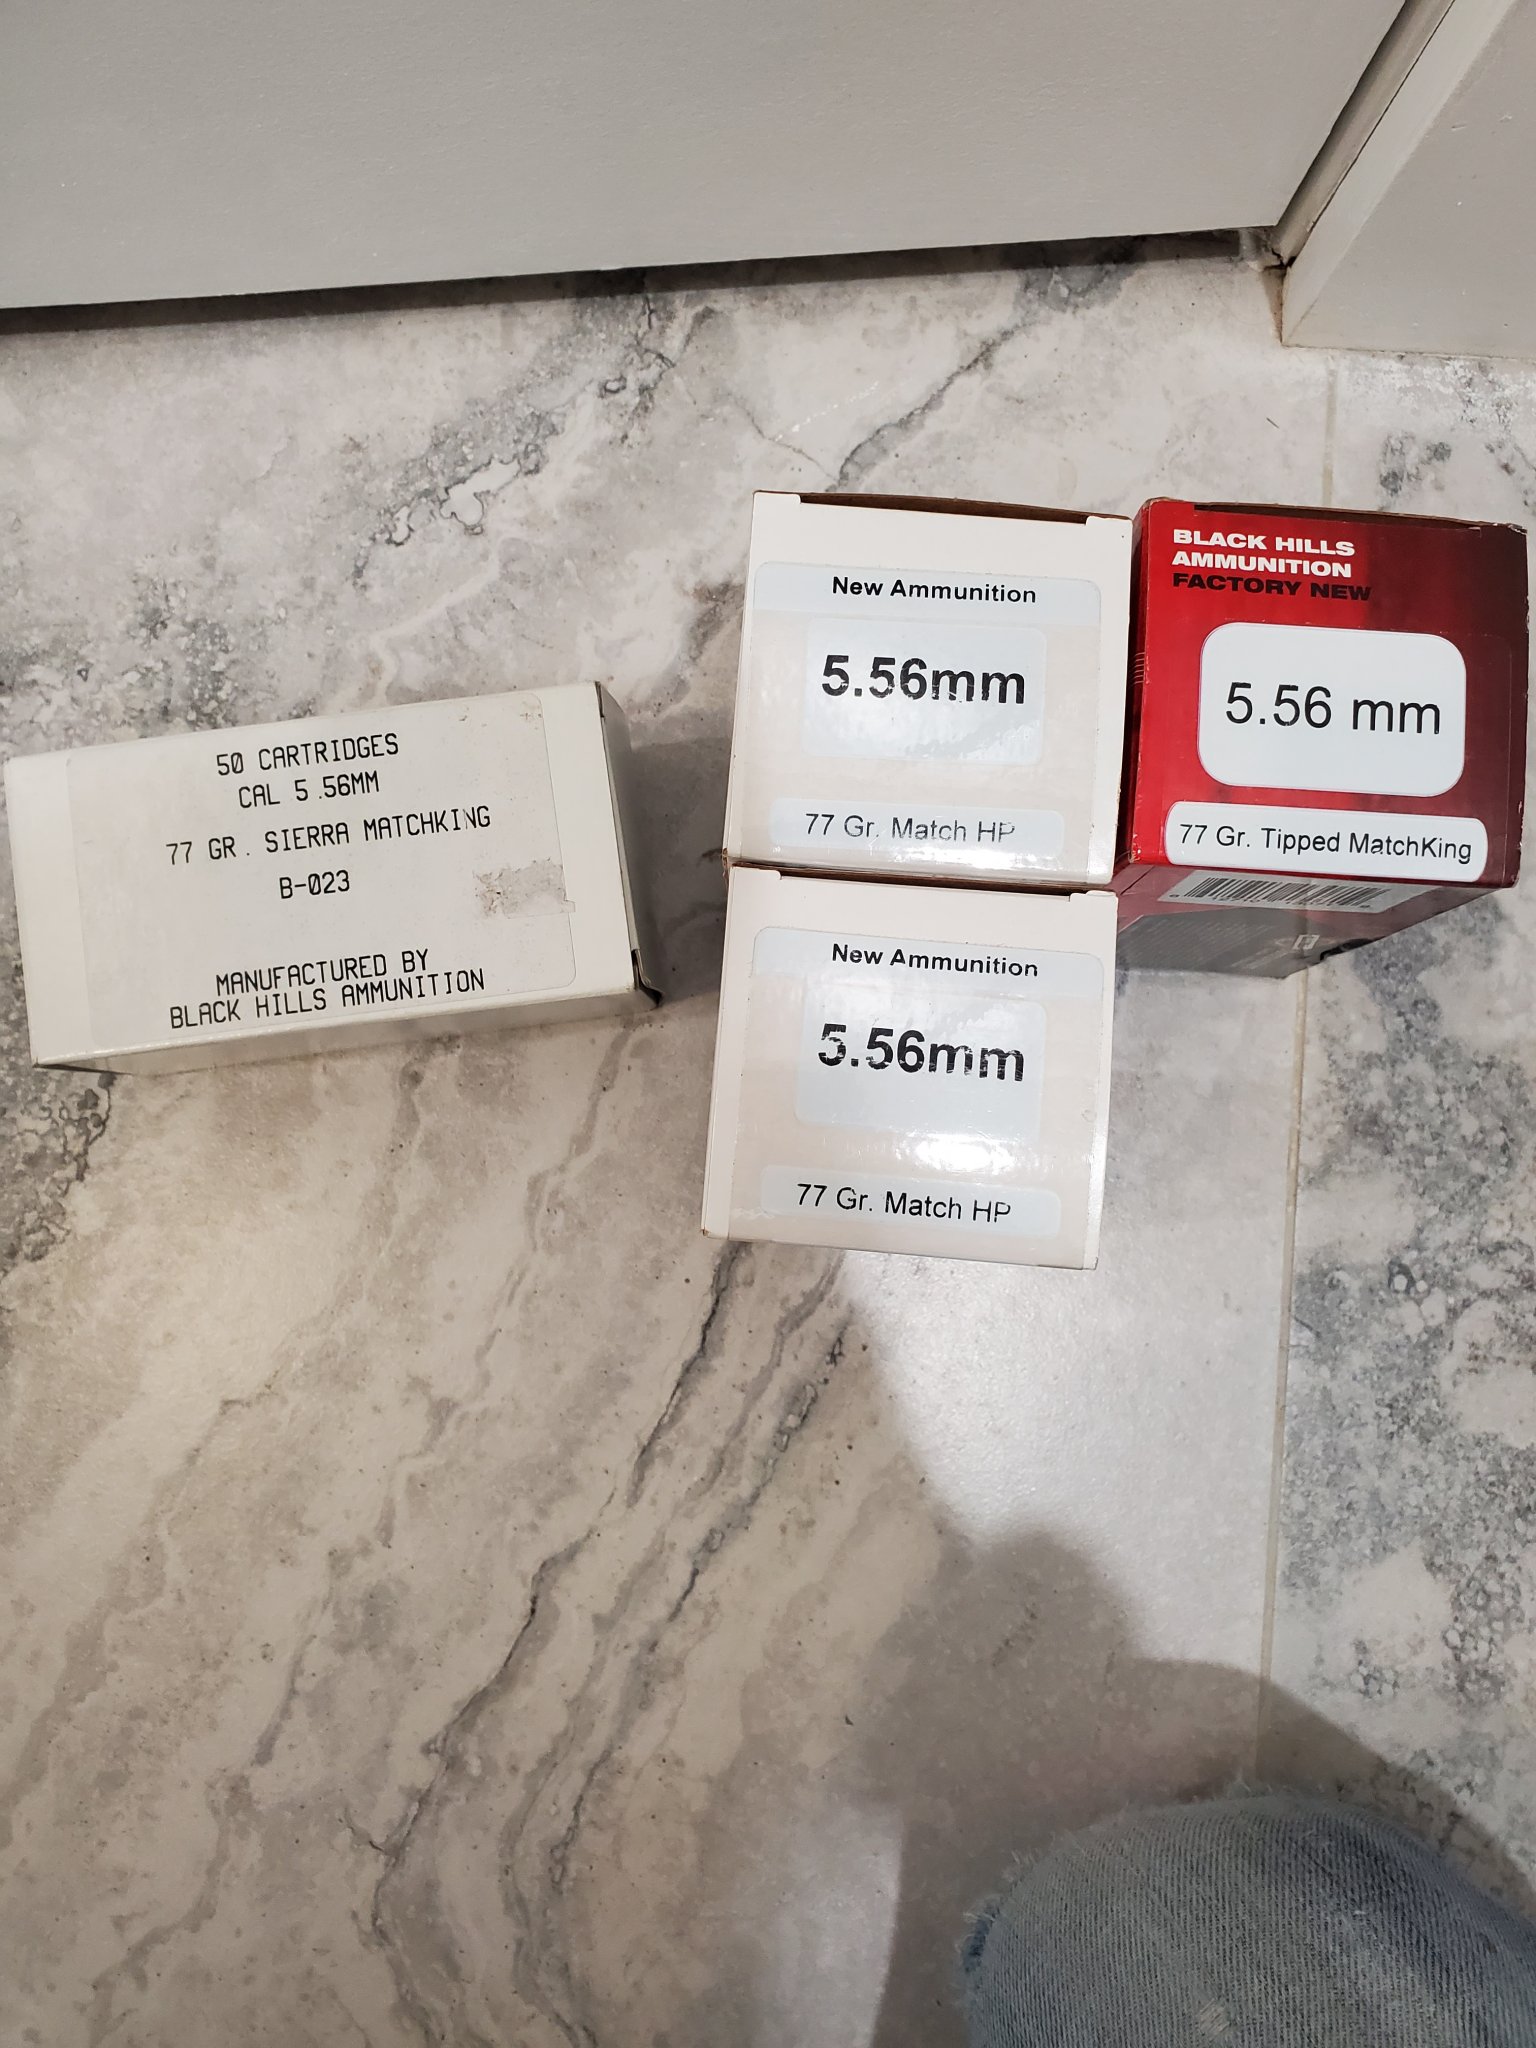 50 CARTRIDGES
CAL 5.56MM
77 GR. SIERRA MATCHKING
B-023
MANUFACTURED BY
BLACK HILLS AMMUNITION
New Ammunition
5.56mm
77 Gr. Match HP
BLACK HILLS
AMMUNITION
FACTORY NEW
5.56 mm
77 Gr. Tipped MatchKing
New Ammunition
5.56mm
77 Gr. Match HP